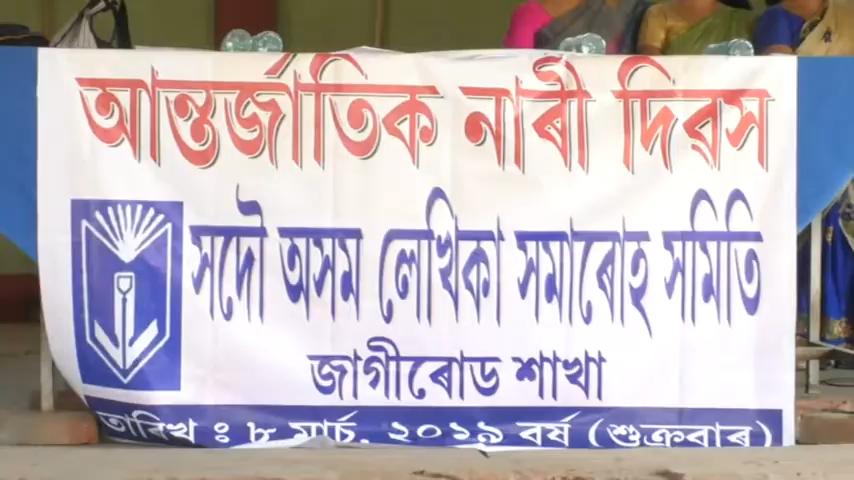 আন্তৰ্জাতিক নাৰী দিৱস
সদৌ অসম লেখিকা সমাৰোহ সমিতি
জাগীৰোড শাখা
তাৰিখ ঃ ৮ মাৰ্চ, ২০১৯ বৰ্ষ (শুক্ৰবাৰ)